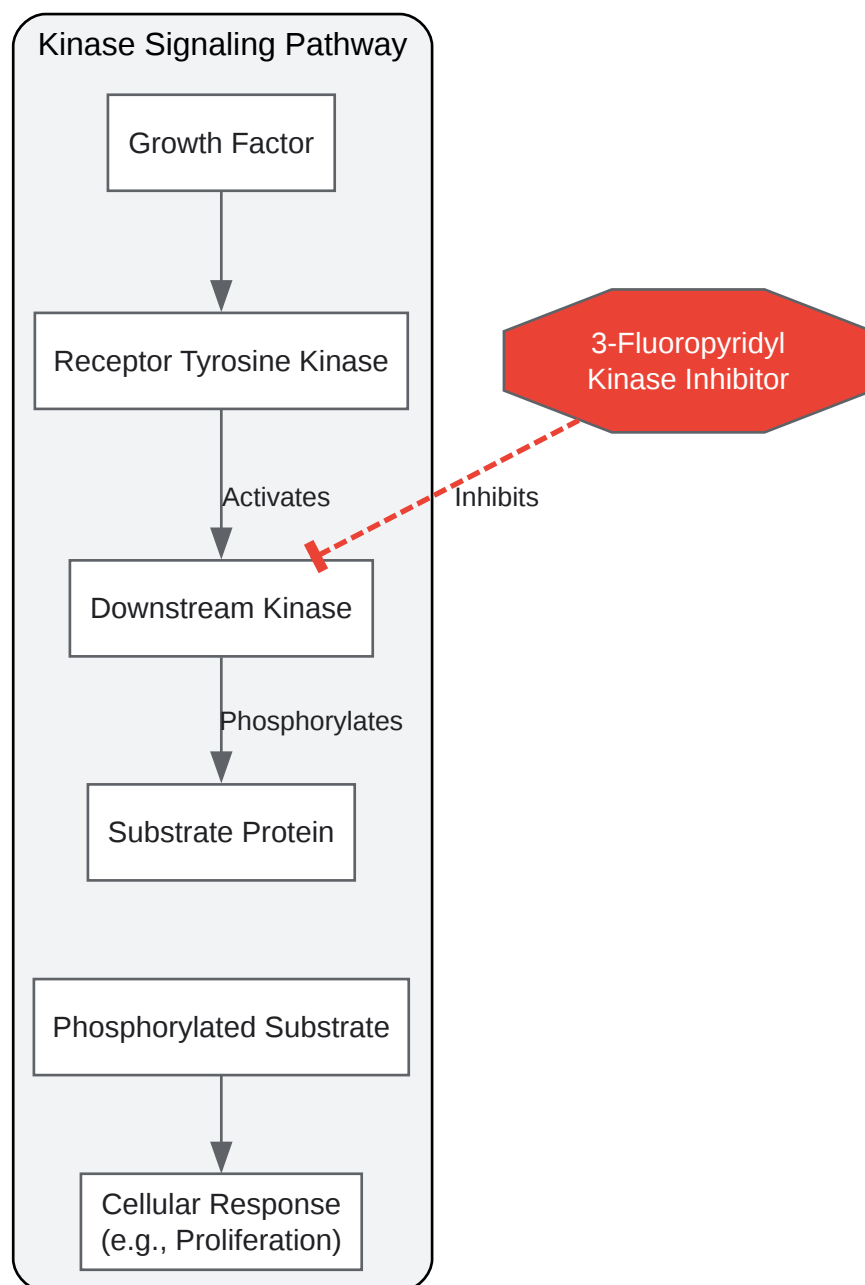 Kinase Signaling Pathway
Growth Factor
Receptor Tyrosine Kinase
3-Fluoropyridyl
Kinase Inhibitor
Activates
Inhibits
Downstream Kinase
Phosphorylates
Substrate Protein
Phosphorylated Substrate
Cellular Response
(e.g., Proliferation)